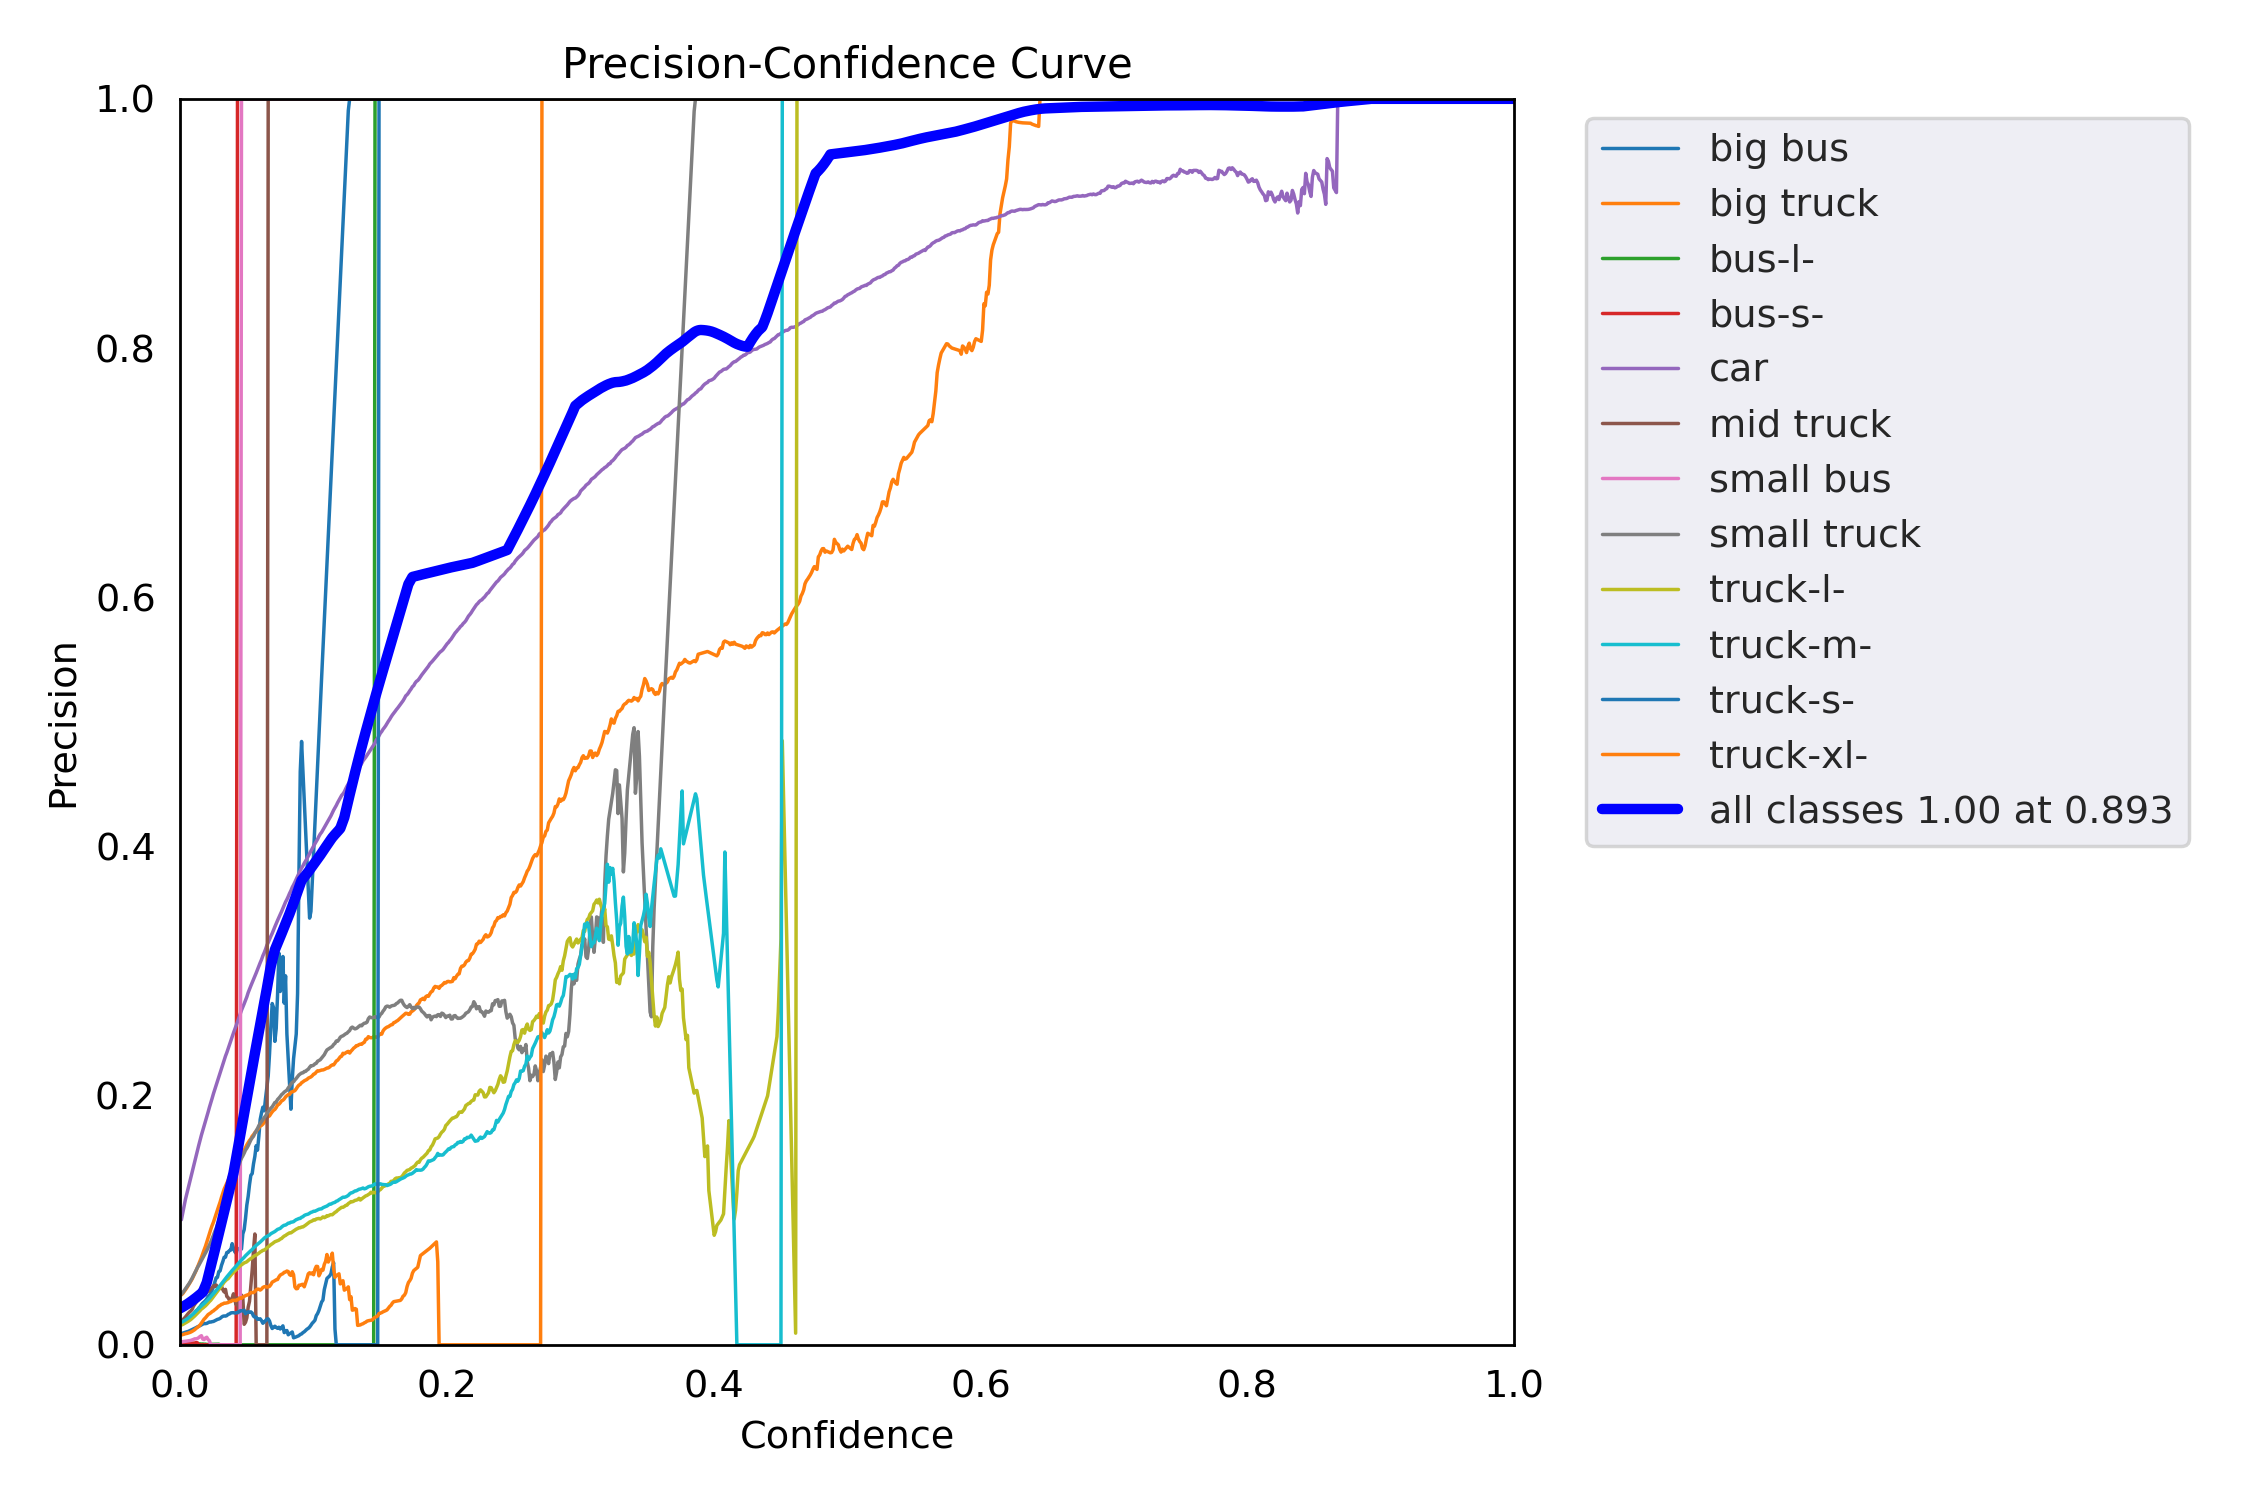 Precision-Confidence Curve
1.0
0.8
0.6
0.4
0.2
0.0
Precision
0.0 0.2 0.4 0.6 0.8 1.0
Confidence
big bus
big truck
bus-l-
bus-s-
car
mid truck
small bus
small truck
truck-l-
truck-m-
truck-s-
truck-xl-
all classes 1.00 at 0.893